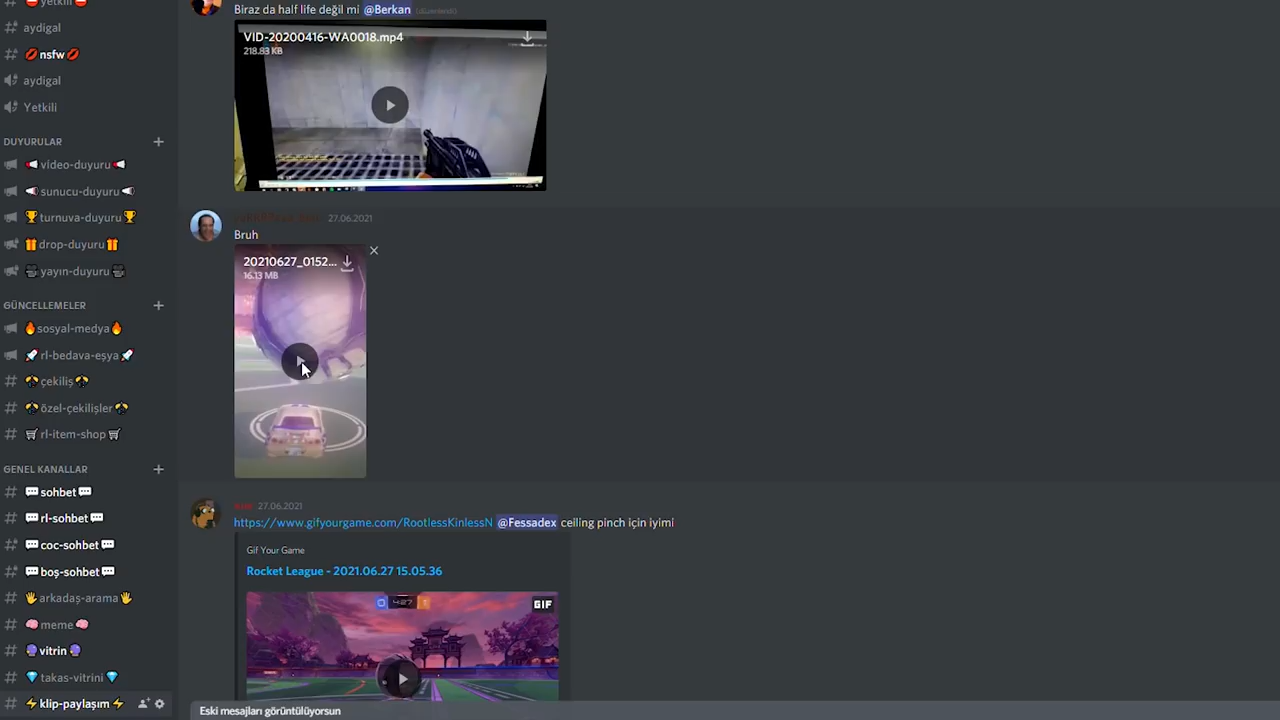 yetkili
aydigal
nsfw
aydigal
Yetkili
DUYURULAR
video-duyuru
sunucu-duyuru
turnuva-duyuru
drop-duyuru
yayın-duyuru
GÜNCELLEMELER
sosyal-medya
rl-bedava-eşya
çekiliş
özel-çekilişler
rl-item-shop
GENEL KANALLAR
sohbet
rl-sohbet
coc-sohbet
boş-sohbet
arkadaş-arama
meme
vitrin
takas-vitrini
klip-paylaşım
Biraz da half life değil mi @Berkan
VID-20200416-WA0018.mp4
218.83 KB
27.06.2021
Bruh
20210627_0152...
16.13 MB
27.06.2021
https://www.gifyourgame.com/RootlessKinlessN @Fessadex ceiling pinch için iyimi
Gif Your Game
Rocket League - 2021.06.27 15.05.36
4:27
GIF
Eski mesajları görüntülüyorsun